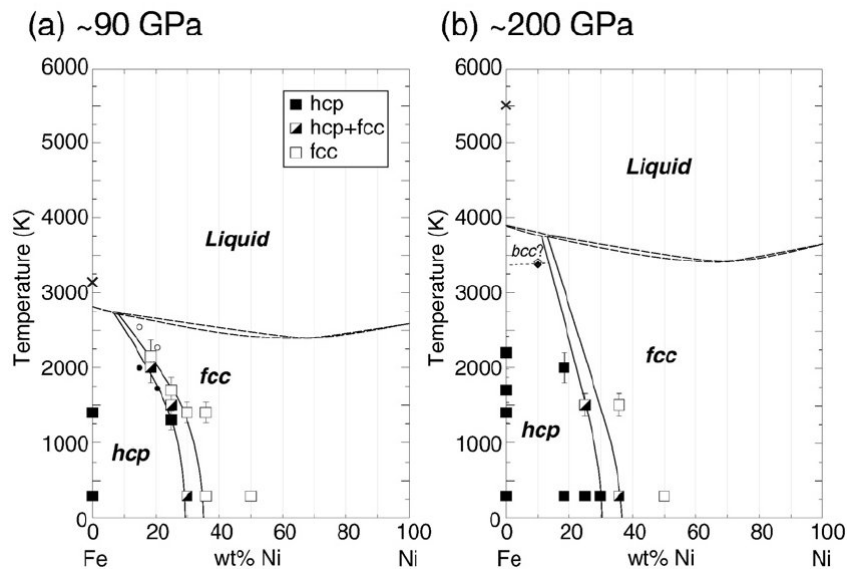 (a) ~90 GPa
6000
5000
4000
3000
2000
1000
0
Temperature (K)
hcp
hcp+fcc
fcc
Liquid
fcc
hcp
0 20 40 60 80 100
Fe wt% Ni Ni
(b) ~200 GPa
6000
5000
4000
3000
2000
1000
0
Temperature (K)
Liquid
bcc?
fcc
hcp
0 20 40 60 80 100
Fe wt% Ni Ni